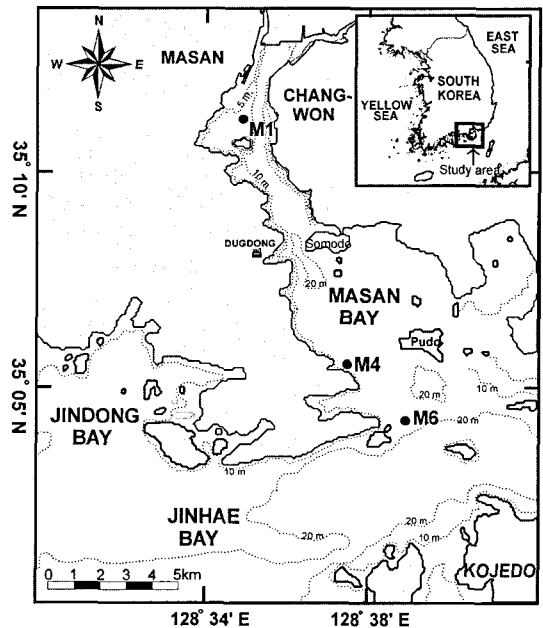 N
W E
S
MASAN
CHANG-
WON
EAST
SEA
SOUTH
KOREA
YELLOW
SEA
Study area
5 m
M1
10 m
35° 10' N
DUGDONG
Somodo
20 m
MASAN
BAY
Pudo
M4
20 m
10 m
35° 05' N
JINDONG
BAY
M6
20 m
10 m
JINHAE
BAY
20 m
10 m
KOJEDO
0 1 2 3 4 5km
128° 34' E
128° 38' E